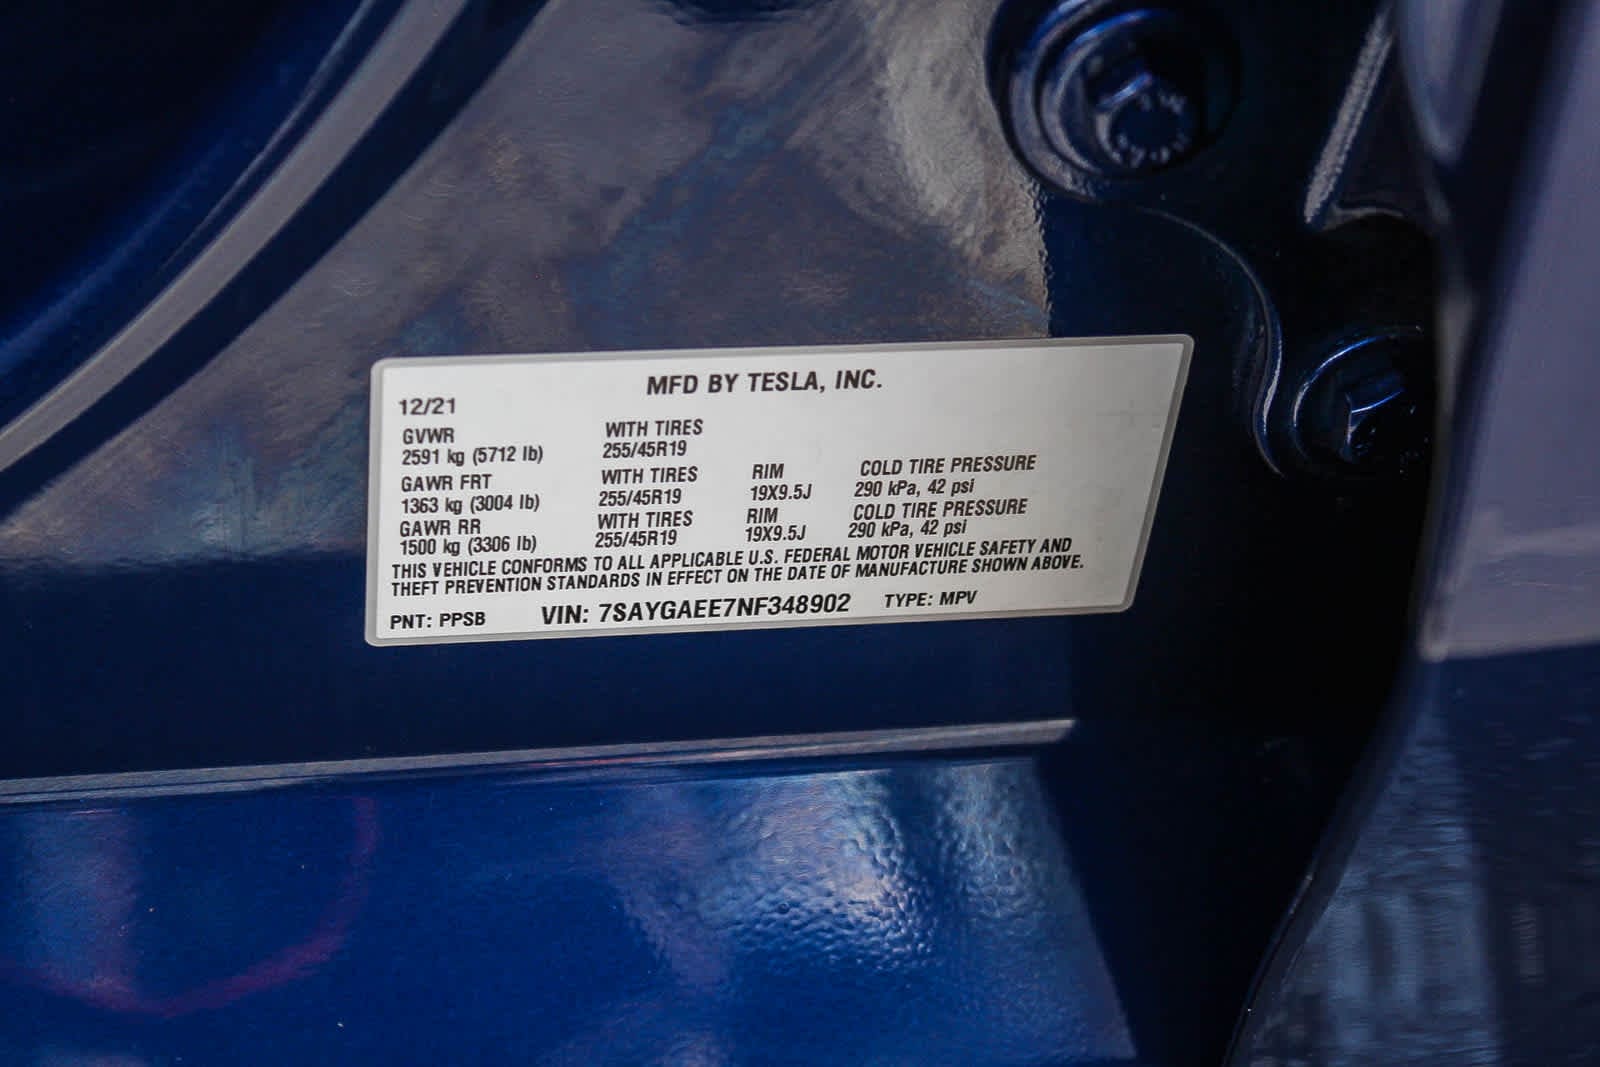 MFD BY TESLA, INC.
12/21
GVWR WITH TIRES
2591 kg (5712 lb) 255/45R19
GAWR FRT WITH TIRES RIM COLD TIRE PRESSURE
1363 kg (3004 lb) 255/45R19 19X9.5J 290 kPa, 42 psi
GAWR RR WITH TIRES RIM COLD TIRE PRESSURE
1500 kg (3306 lb) 255/45R19 19X9.5J 290 kPa, 42 psi
THIS VEHICLE CONFORMS TO ALL APPLICABLE U.S. FEDERAL MOTOR VEHICLE SAFETY AND
THEFT PREVENTION STANDARDS IN EFFECT ON THE DATE OF MANUFACTURE SHOWN ABOVE.
PNT: PPSB VIN: 7SAYGAEE7NF348902 TYPE: MPV